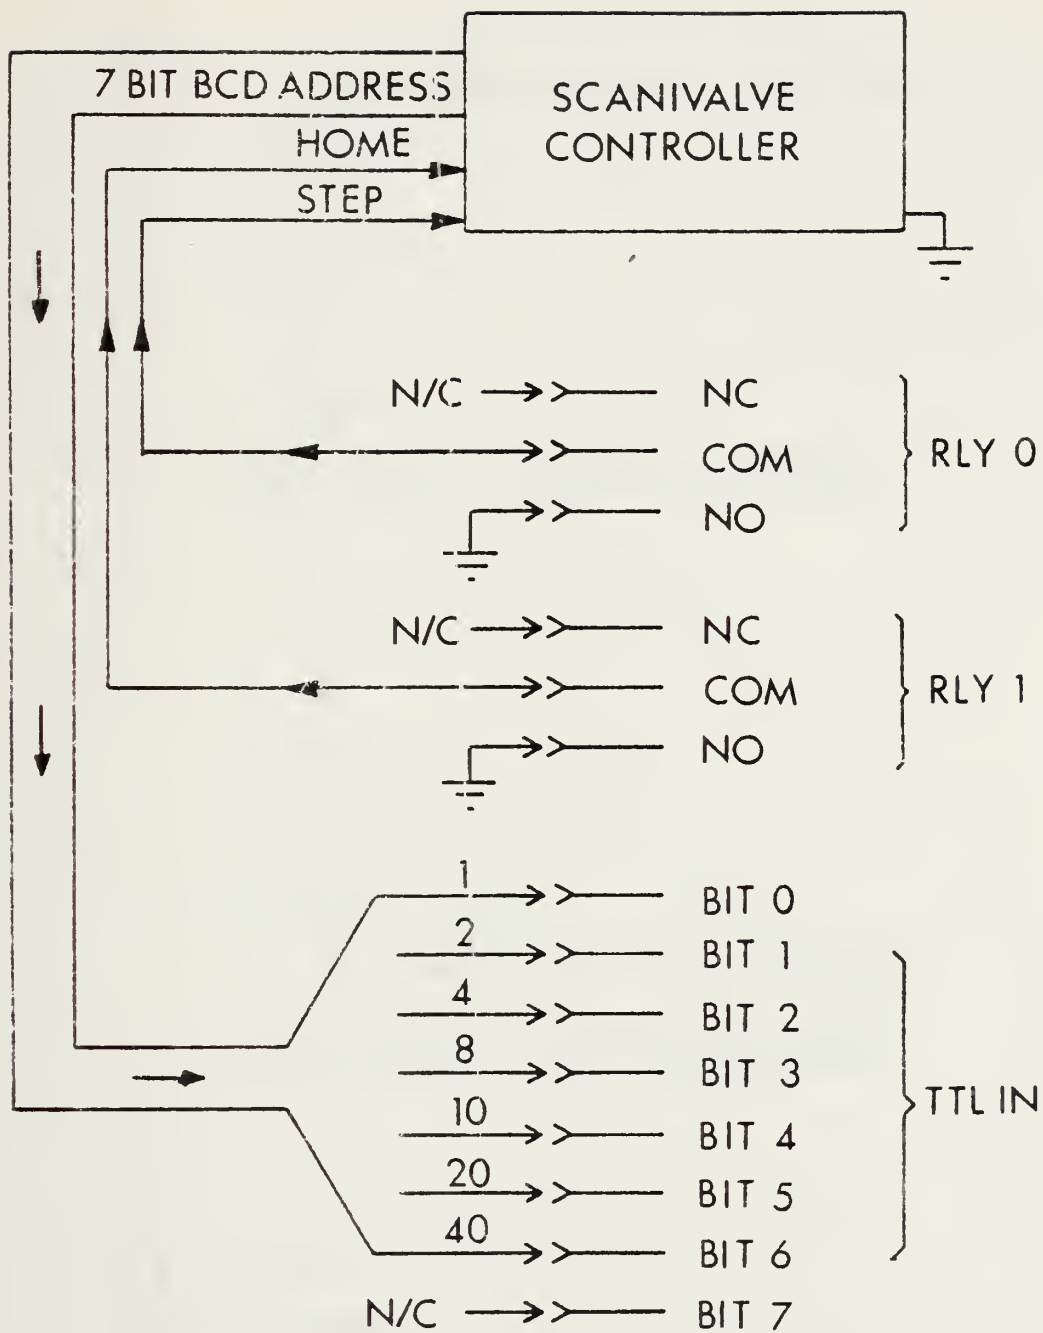 7 BIT BCD ADDRESS
HOME
STEP
SCANIVALVE
CONTROLLER
N/C NC
COM
NO
RLY 0
N/C NC
COM
NO
RLY 1
1 BIT 0
2 BIT 1
4 BIT 2
8 BIT 3
10 BIT 4
20 BIT 5
40 BIT 6
N/C BIT 7
TTL IN